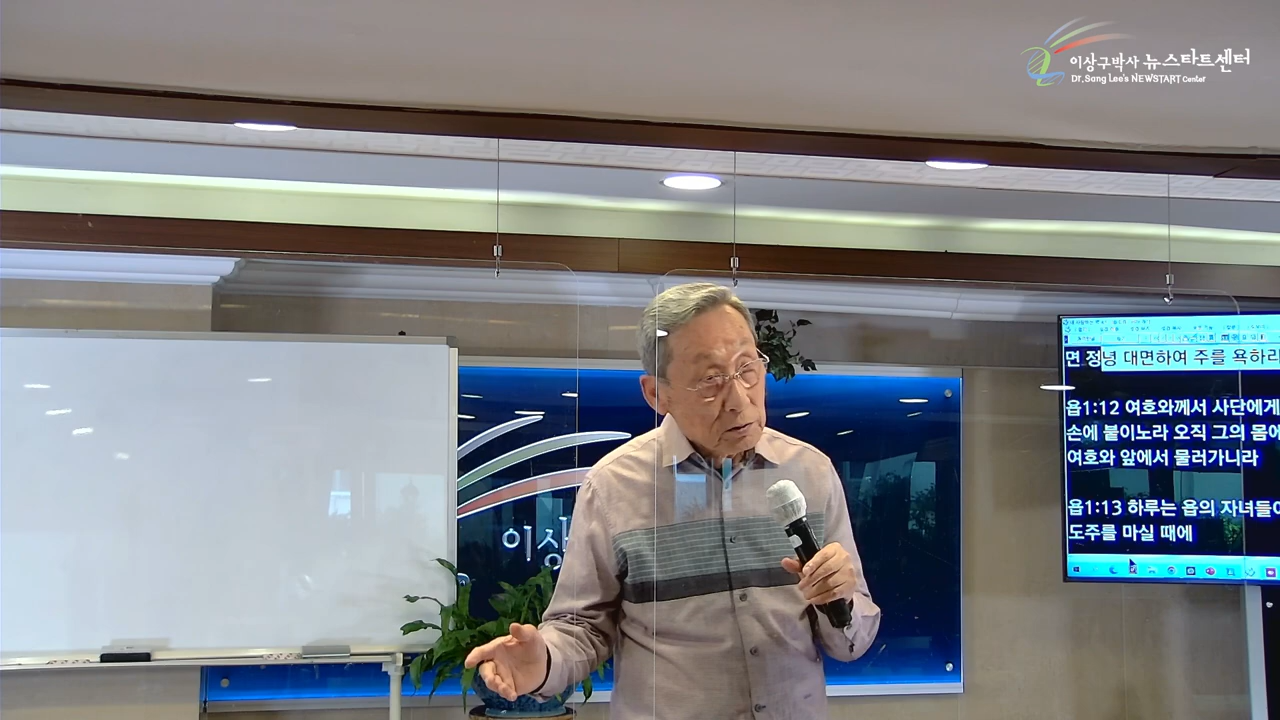 이상구박사 뉴스타트센터
Dr. Sang Lee's NEWSTART Center
면 정녕 대면하여 주를 욕하리
욥1:12 여호와께서 사단에게
손에 붙이노라 오직 그의 몸에
여호와 앞에서 물러가니라
욥1:13 하루는 욥의 자녀들이
도주를 마실 때에
이상